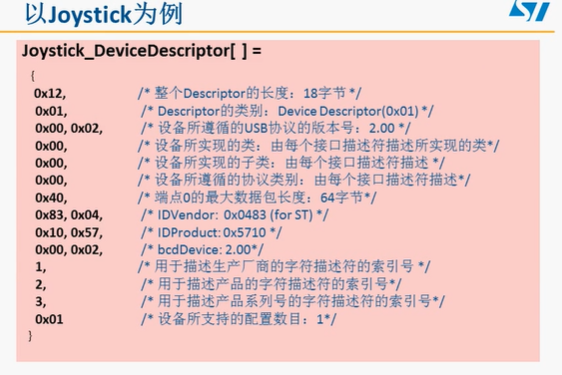 以Joystick为例
ST
Joystick_DeviceDescriptor[ ] =
{
0x12, /* 整个Descriptor的长度：18字节*/
0x01, /* Descriptor的类别：Device Descriptor(0x01) */
0x00, 0x02, /* 设备所遵循的USB协议的版本号：2.00 */
0x00, /* 设备所实现的类：由每个接口描述符描述所实现的类*/
0x00, /* 设备所实现的子类：由每个接口描述符描述 */
0x00, /* 设备所遵循的协议类别：由每个接口描述符描述*/
0x40, /* 端点0的最大数据包长度：64字节*/
0x83, 0x04, /* IDVendor: 0x0483 (for ST) */
0x10, 0x57, /* IDProduct: 0x5710 */
0x00, 0x02, /* bcdDevice: 2.00*/
1, /* 用于描述生产厂商的字符描述符的索引号 */
2, /* 用于描述产品的字符描述符的索引号*/
3, /* 用于描述产品系列号的字符描述符的索引号*/
0x01 /* 设备所支持的配置数目：1*/
}